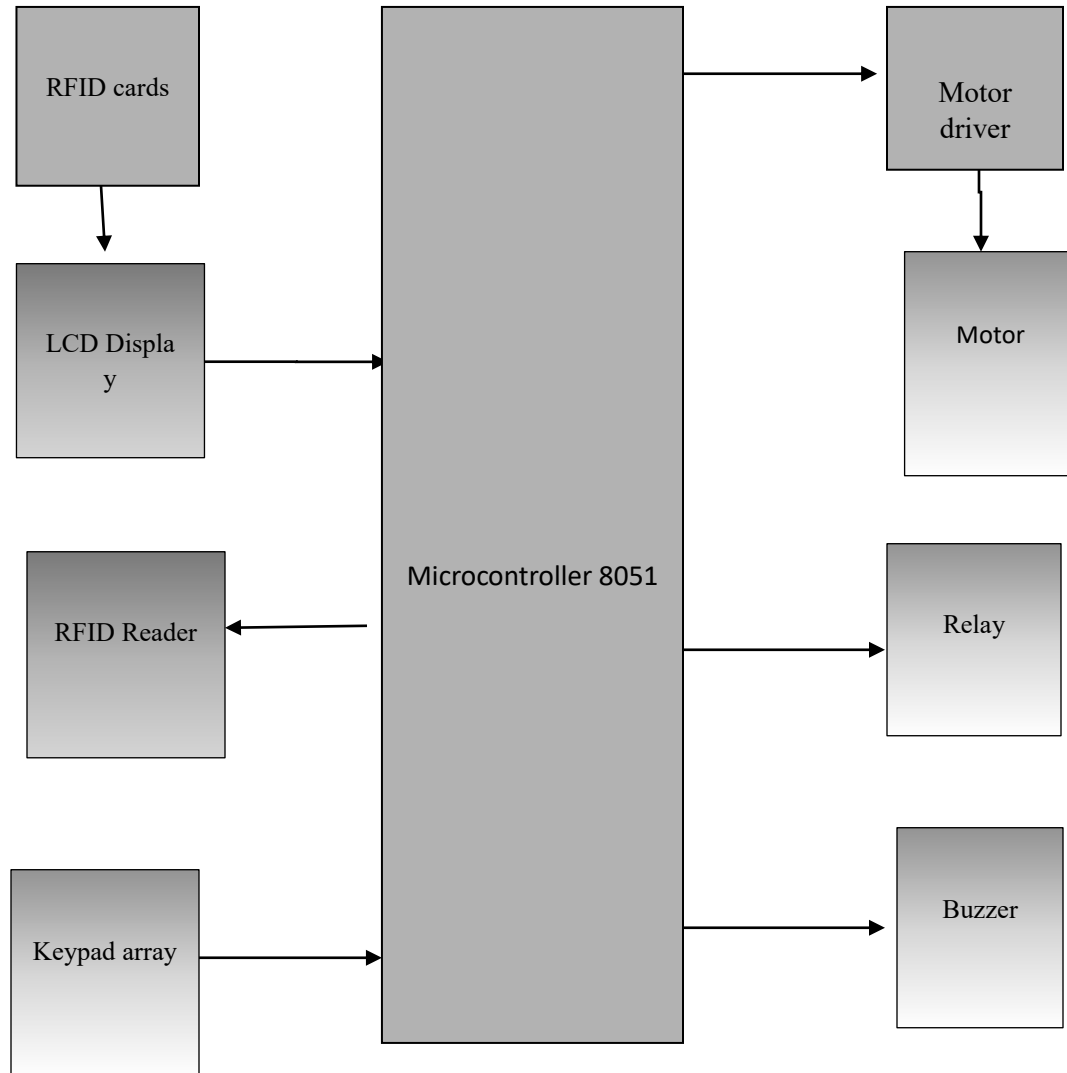 RFID cards
Motor
driver
LCD Displa
y
Motor
Microcontroller 8051
RFID Reader
Relay
Keypad array
Buzzer